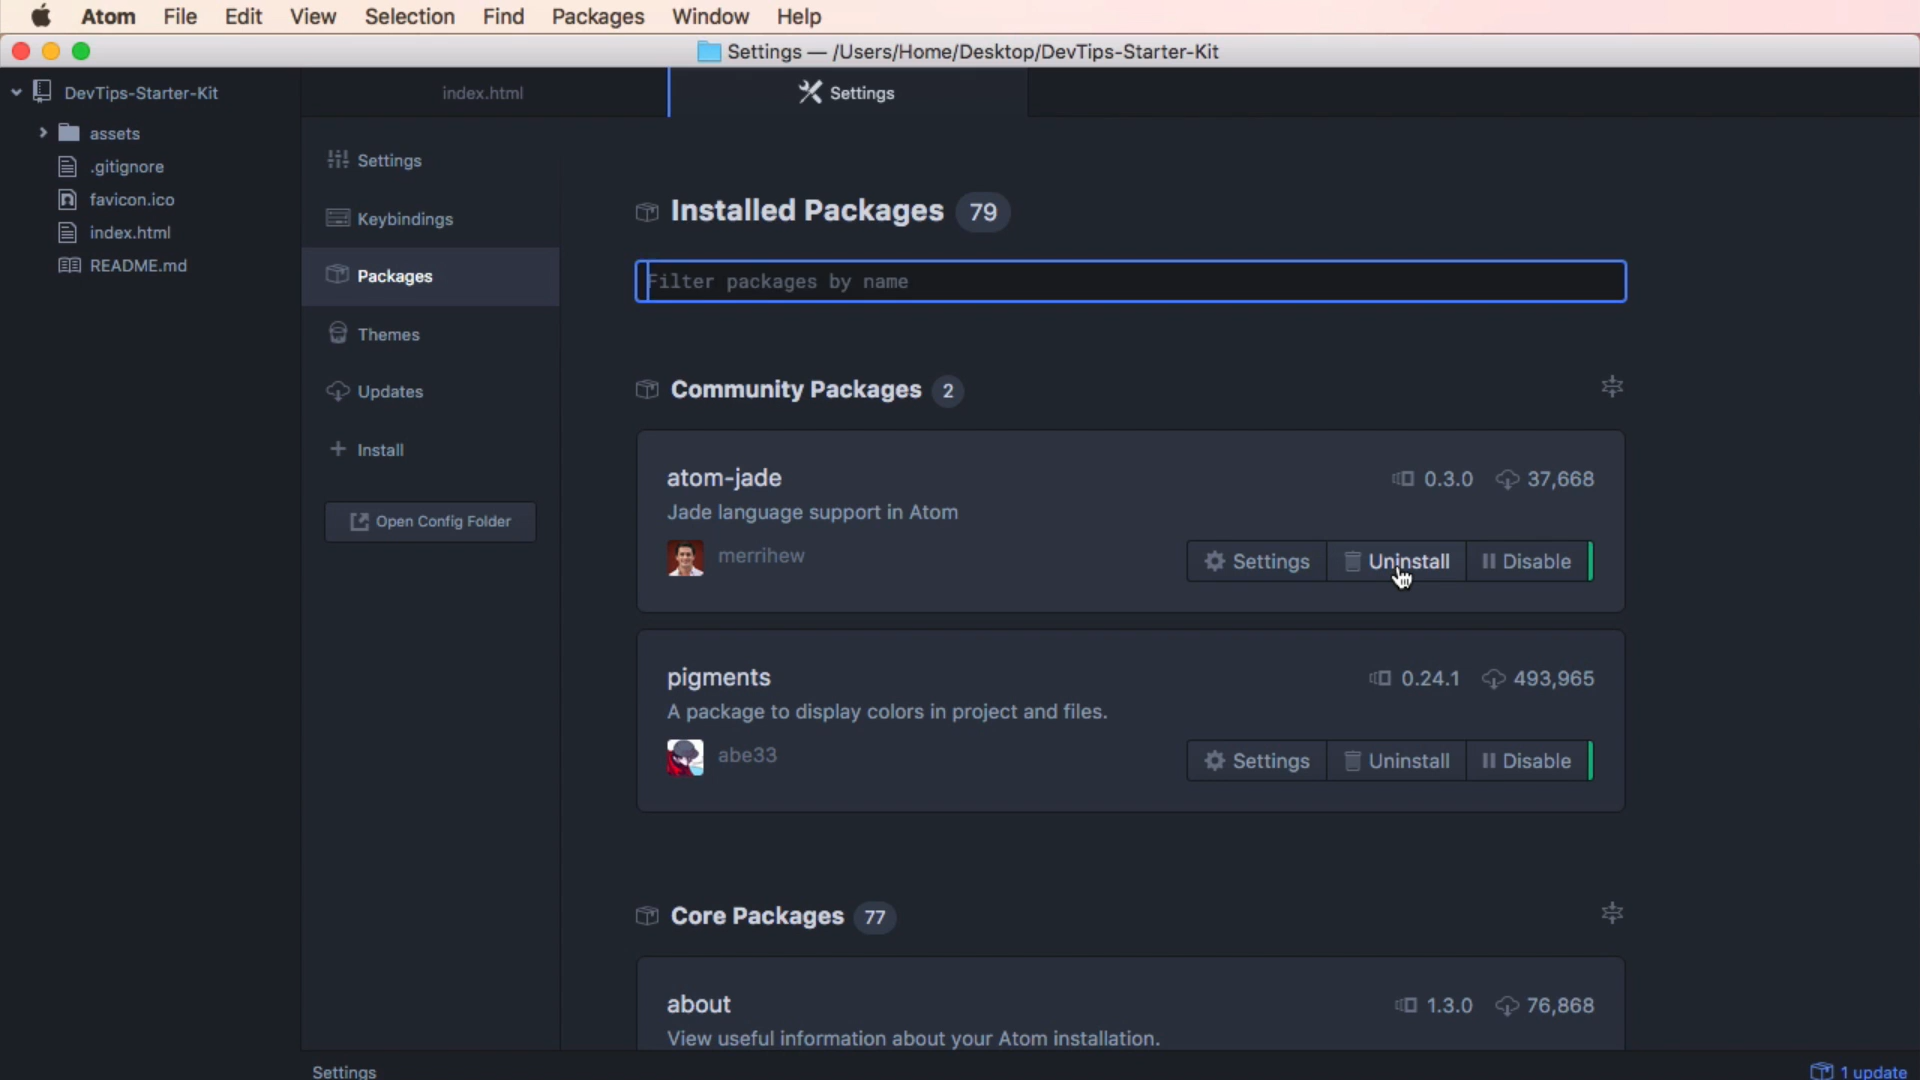 Atom File Edit View Selection Find Packages Window Help
Settings — /Users/Home/Desktop/DevTips-Starter-Kit
DevTips-Starter-Kit
assets
.gitignore
favicon.ico
index.html
README.md
index.html
Settings
Settings
Keybindings
Packages
Themes
Updates
Install
Open Config Folder
Installed Packages 79
Filter packages by name
Community Packages 2
atom-jade 0.3.0 37,668
Jade language support in Atom
merrihew Settings Uninstall Disable
pigments 0.24.1 493,965
A package to display colors in project and files.
abe33 Settings Uninstall Disable
Core Packages 77
about 1.3.0 76,868
View useful information about your Atom installation.
Settings 1 update